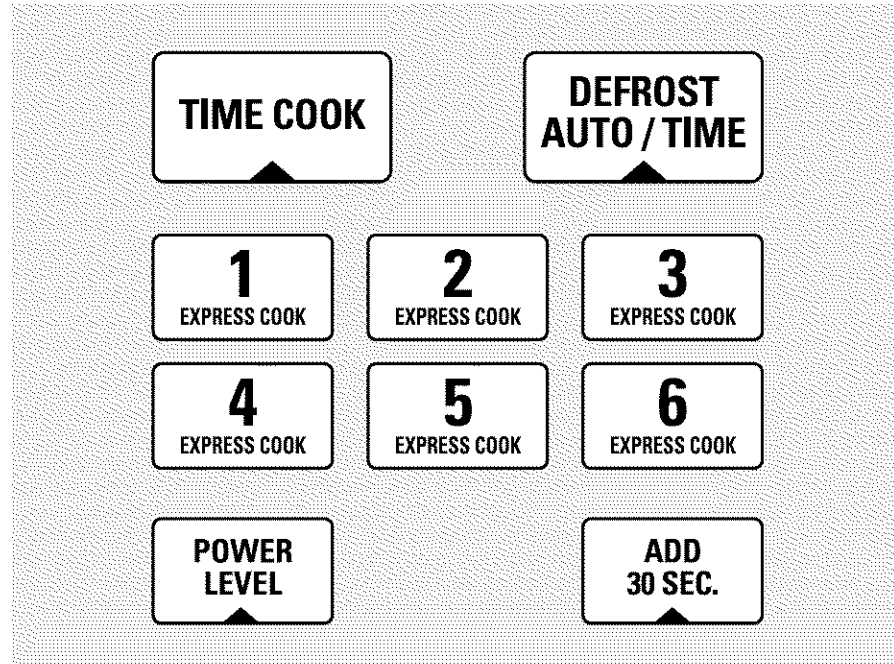 TIME COOK
DEFROST
AUTO / TIME
1
EXPRESS COOK
2
EXPRESS COOK
3
EXPRESS COOK
4
EXPRESS COOK
5
EXPRESS COOK
6
EXPRESS COOK
POWER
LEVEL
ADD
30 SEC.